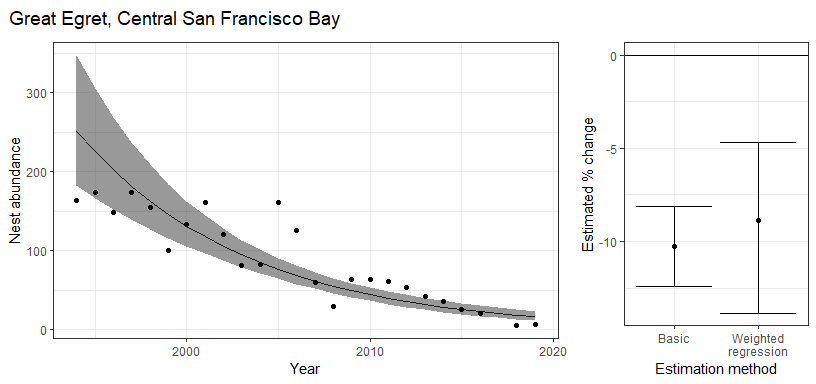 Great Egret, Central San Francisco Bay
Nest abundance
300
200
100
0
2000
2010
2020
Year
Estimated % change
0
-5
-10
Basic
Weighted
regression
Estimation method